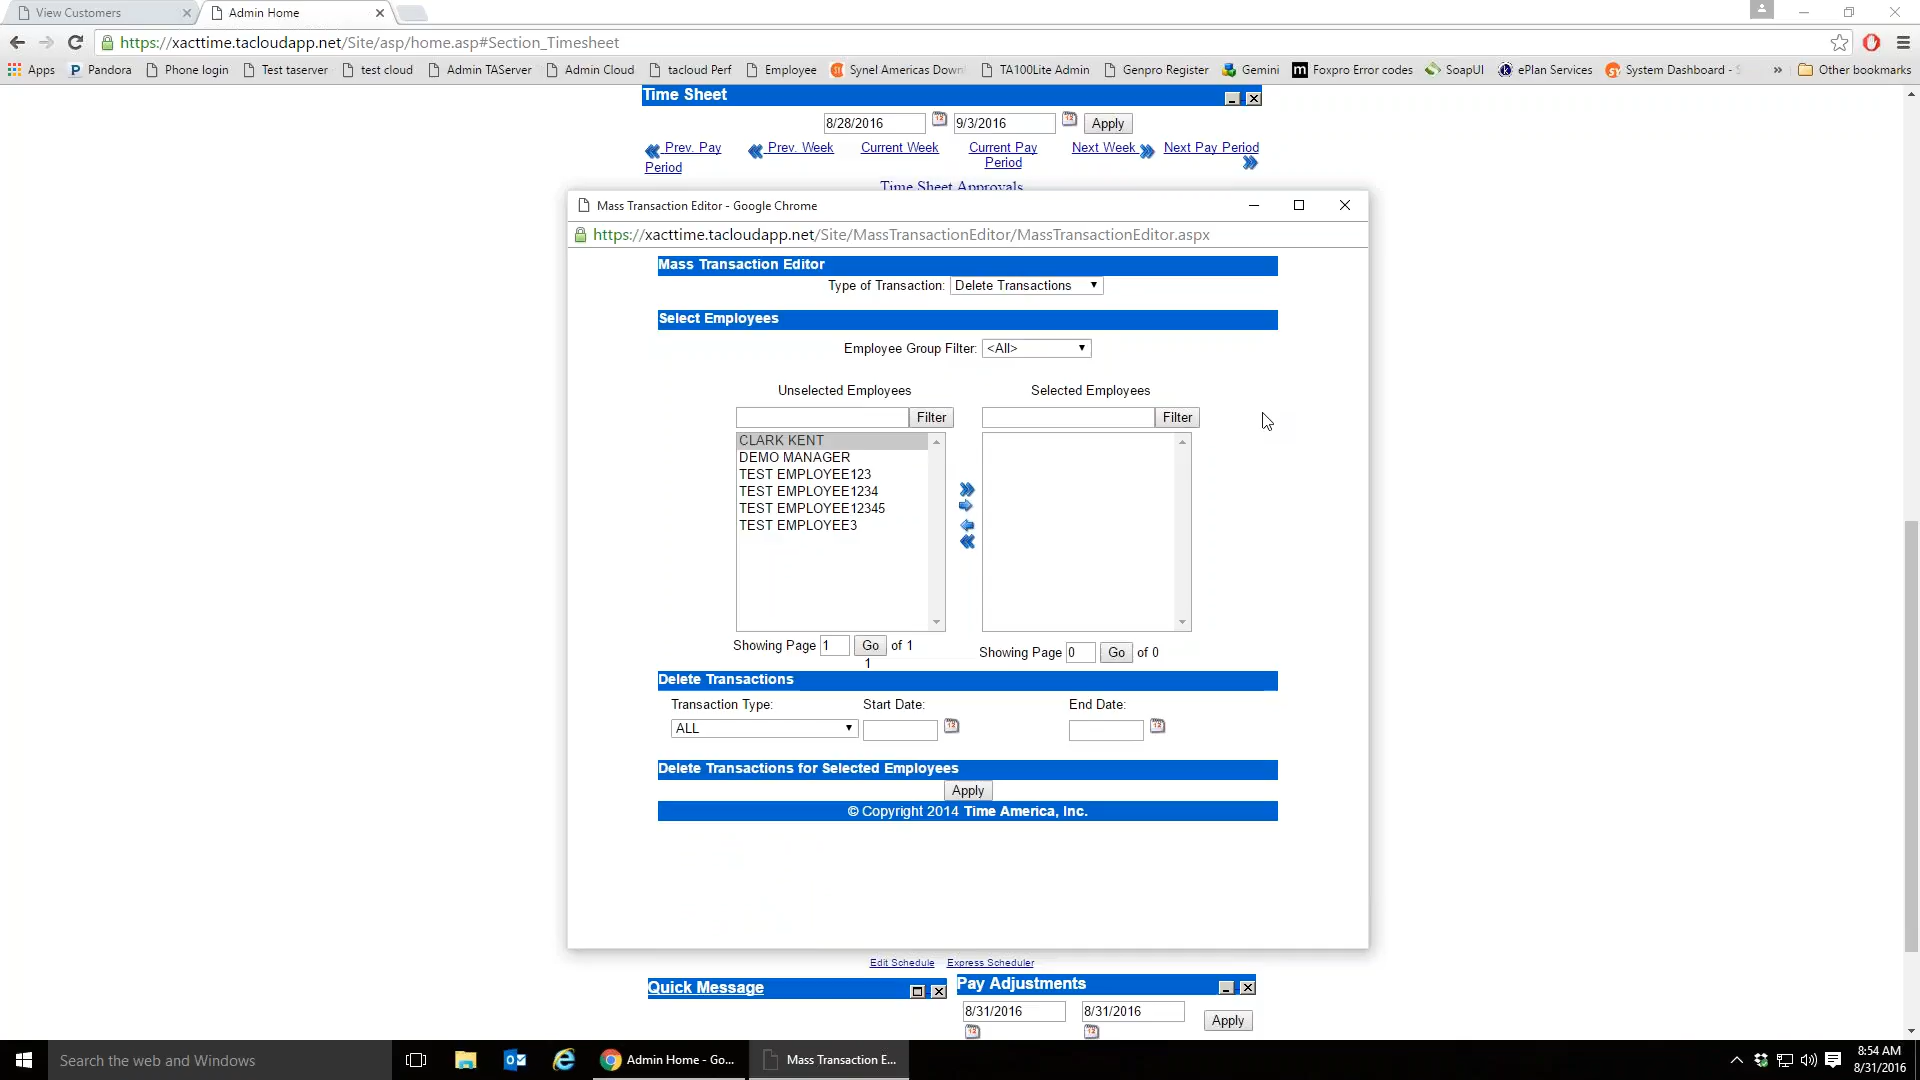 View Customers
Admin Home
https://xacttime.tacloudapp.net/Site/asp/home.asp#Section_Timesheet
Apps Pandora Phone login Test taserver test cloud Admin TAServer Admin Cloud tacloud Perf Employee Synel Americas Down TA100Lite Admin Genpro Register Gemini Foxpro Error codes SoapUI ePlan Services System Dashboard - » Other bookmarks
Time Sheet
8/28/2016 9/3/2016 Apply
Prev. Pay Period Prev. Week Current Week Current Pay Period Next Week Next Pay Period
Time Sheet Approvals
Mass Transaction Editor - Google Chrome
https://xacttime.tacloudapp.net/Site/MassTransactionEditor/MassTransactionEditor.aspx
Mass Transaction Editor
Type of Transaction: Delete Transactions
Select Employees
Employee Group Filter: <All>
Unselected Employees Selected Employees
Filter Filter
CLARK KENT
DEMO MANAGER
TEST EMPLOYEE123
TEST EMPLOYEE1234
TEST EMPLOYEE12345
TEST EMPLOYEE3
Showing Page 1 Go of 1
Showing Page 0 Go of 0
1
Delete Transactions
Transaction Type: Start Date: End Date:
ALL
Delete Transactions for Selected Employees
Apply
© Copyright 2014 Time America, Inc.
Edit Schedule Express Scheduler
Quick Message
Pay Adjustments
8/31/2016 8/31/2016 Apply
Search the web and Windows
Admin Home - Go...
Mass Transaction E...
8:54 AM
8/31/2016